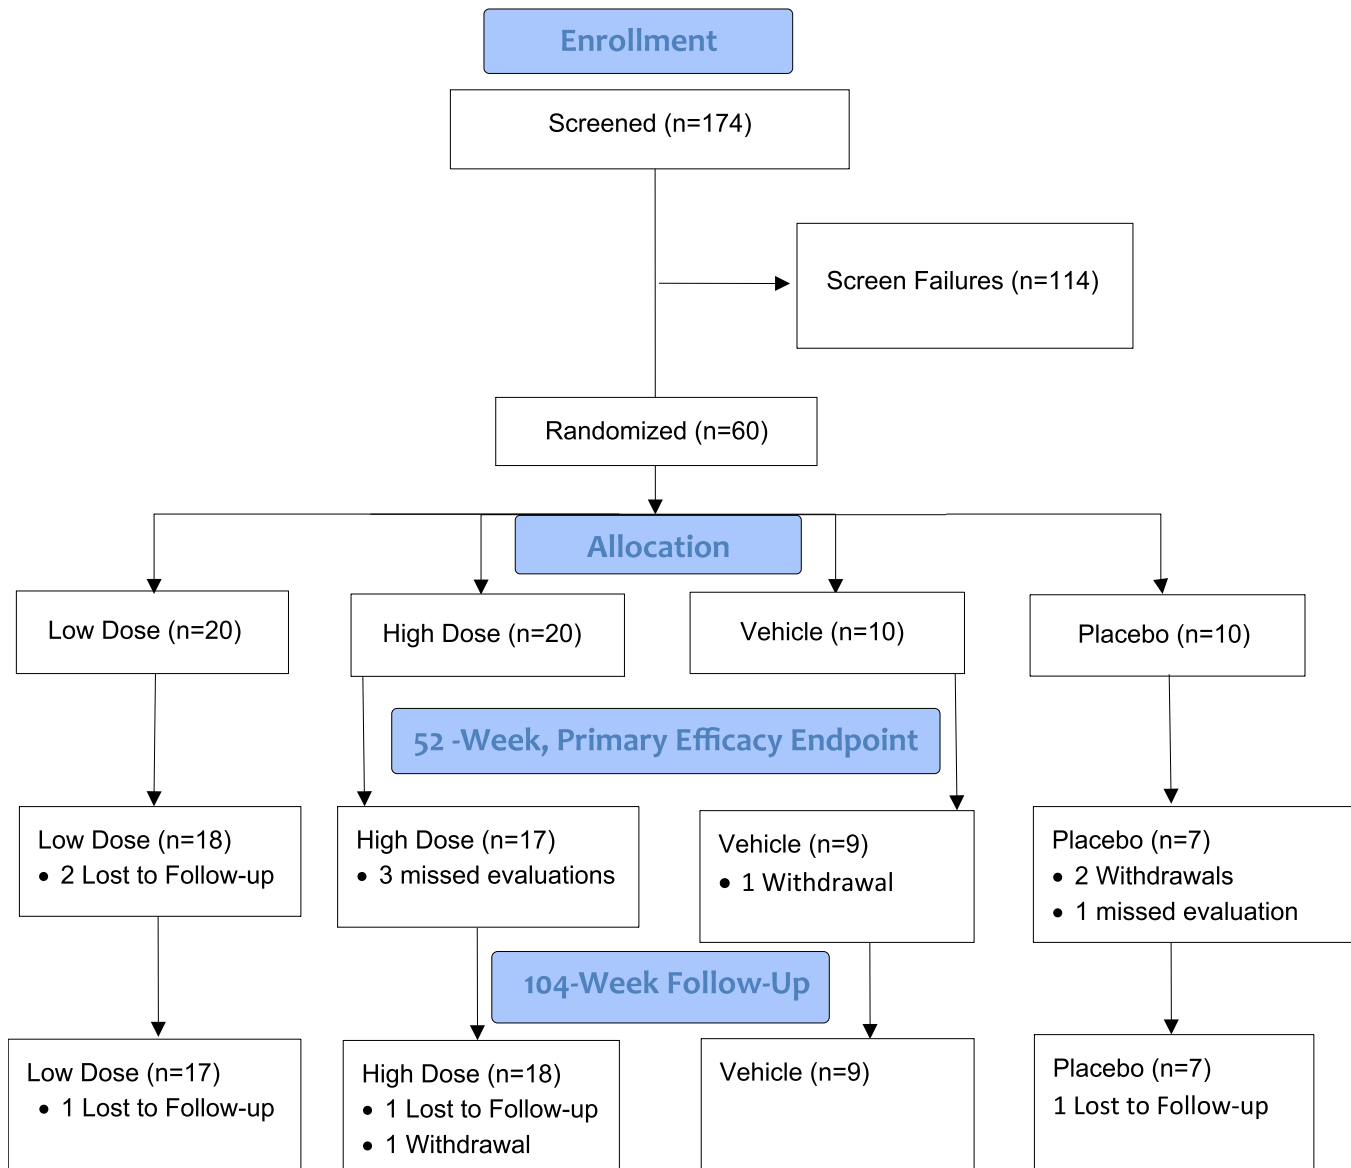 Enrollment
Screened (n=174)
Screen Failures (n=114)
Randomized (n=60)
Allocation
Low Dose (n=20)
High Dose (n=20)
Vehicle (n=10)
Placebo (n=10)
52 -Week, Primary Efficacy Endpoint
Low Dose (n=18)
• 2 Lost to Follow-up
High Dose (n=17)
• 3 missed evaluations
Vehicle (n=9)
• 1 Withdrawal
Placebo (n=7)
• 2 Withdrawals
• 1 missed evaluation
104-Week Follow-Up
Low Dose (n=17)
• 1 Lost to Follow-up
High Dose (n=18)
• 1 Lost to Follow-up
• 1 Withdrawal
Vehicle (n=9)
Placebo (n=7)
1 Lost to Follow-up